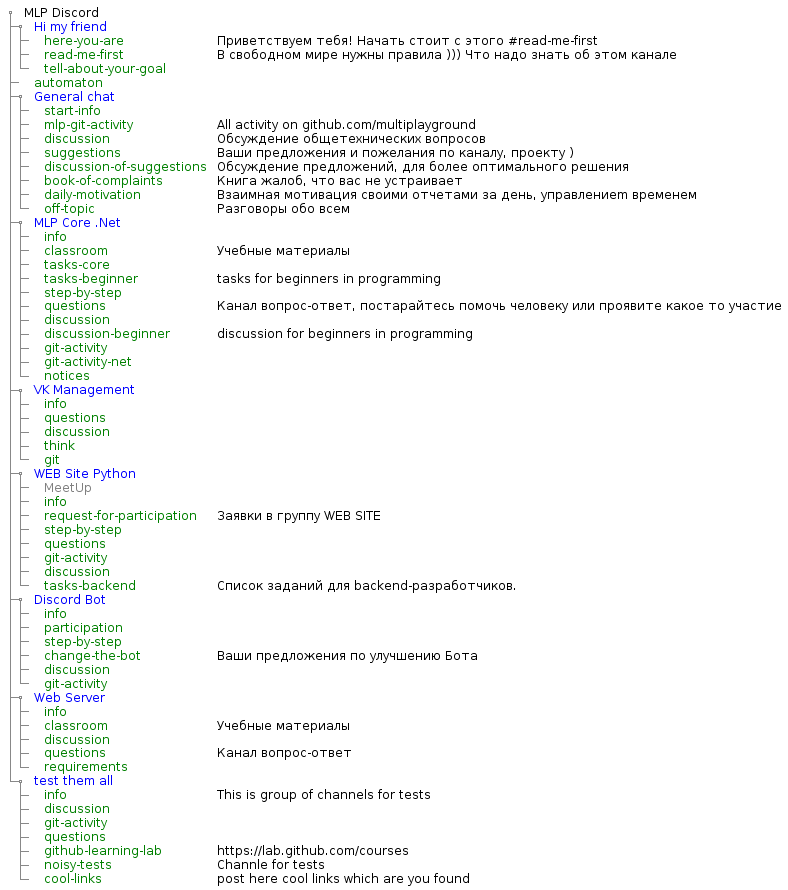 MLP Discord
Hi my friend
here-you-are Приветствуем тебя! Начать стоит с этого #read-me-first
read-me-first В свободном мире нужны правила ))) Что надо знать об этом канале
tell-about-your-goal
automaton
General chat
start-info
mlp-git-activity All activity on github.com/multiplayground
discussion Обсуждение общетехнических вопросов
suggestions Ваши предложения и пожелания по каналу, проекту )
discussion-of-suggestions Обсуждение предложений, для более оптимального решения
book-of-complaints Книга жалоб, что вас не устраивает
daily-motivation Взаимная мотивация своими отчетами за день, управлениеm временем
off-topic Разговоры обо всем
MLP Core .Net
info
classroom Учебные материалы
tasks-core
tasks-beginner tasks for beginners in programming
step-by-step
questions Канал вопрос-ответ, постарайтесь помочь человеку или проявите какое то участие
discussion
discussion-beginner discussion for beginners in programming
git-activity
git-activity-net
notices
VK Management
info
questions
discussion
think
git
WEB Site Python
MeetUp
info
request-for-participation Заявки в группу WEB SITE
step-by-step
questions
git-activity
discussion
tasks-backend Список заданий для backend-разработчиков.
Discord Bot
info
participation
step-by-step
change-the-bot Ваши предложения по улучшению Бота
discussion
git-activity
Web Server
info
classroom Учебные материалы
discussion
questions Канал вопрос-ответ
requirements
test them all
info This is group of channels for tests
discussion
git-activity
questions
github-learning-lab https://lab.github.com/courses
noisy-tests Channle for tests
cool-links post here cool links which are you found